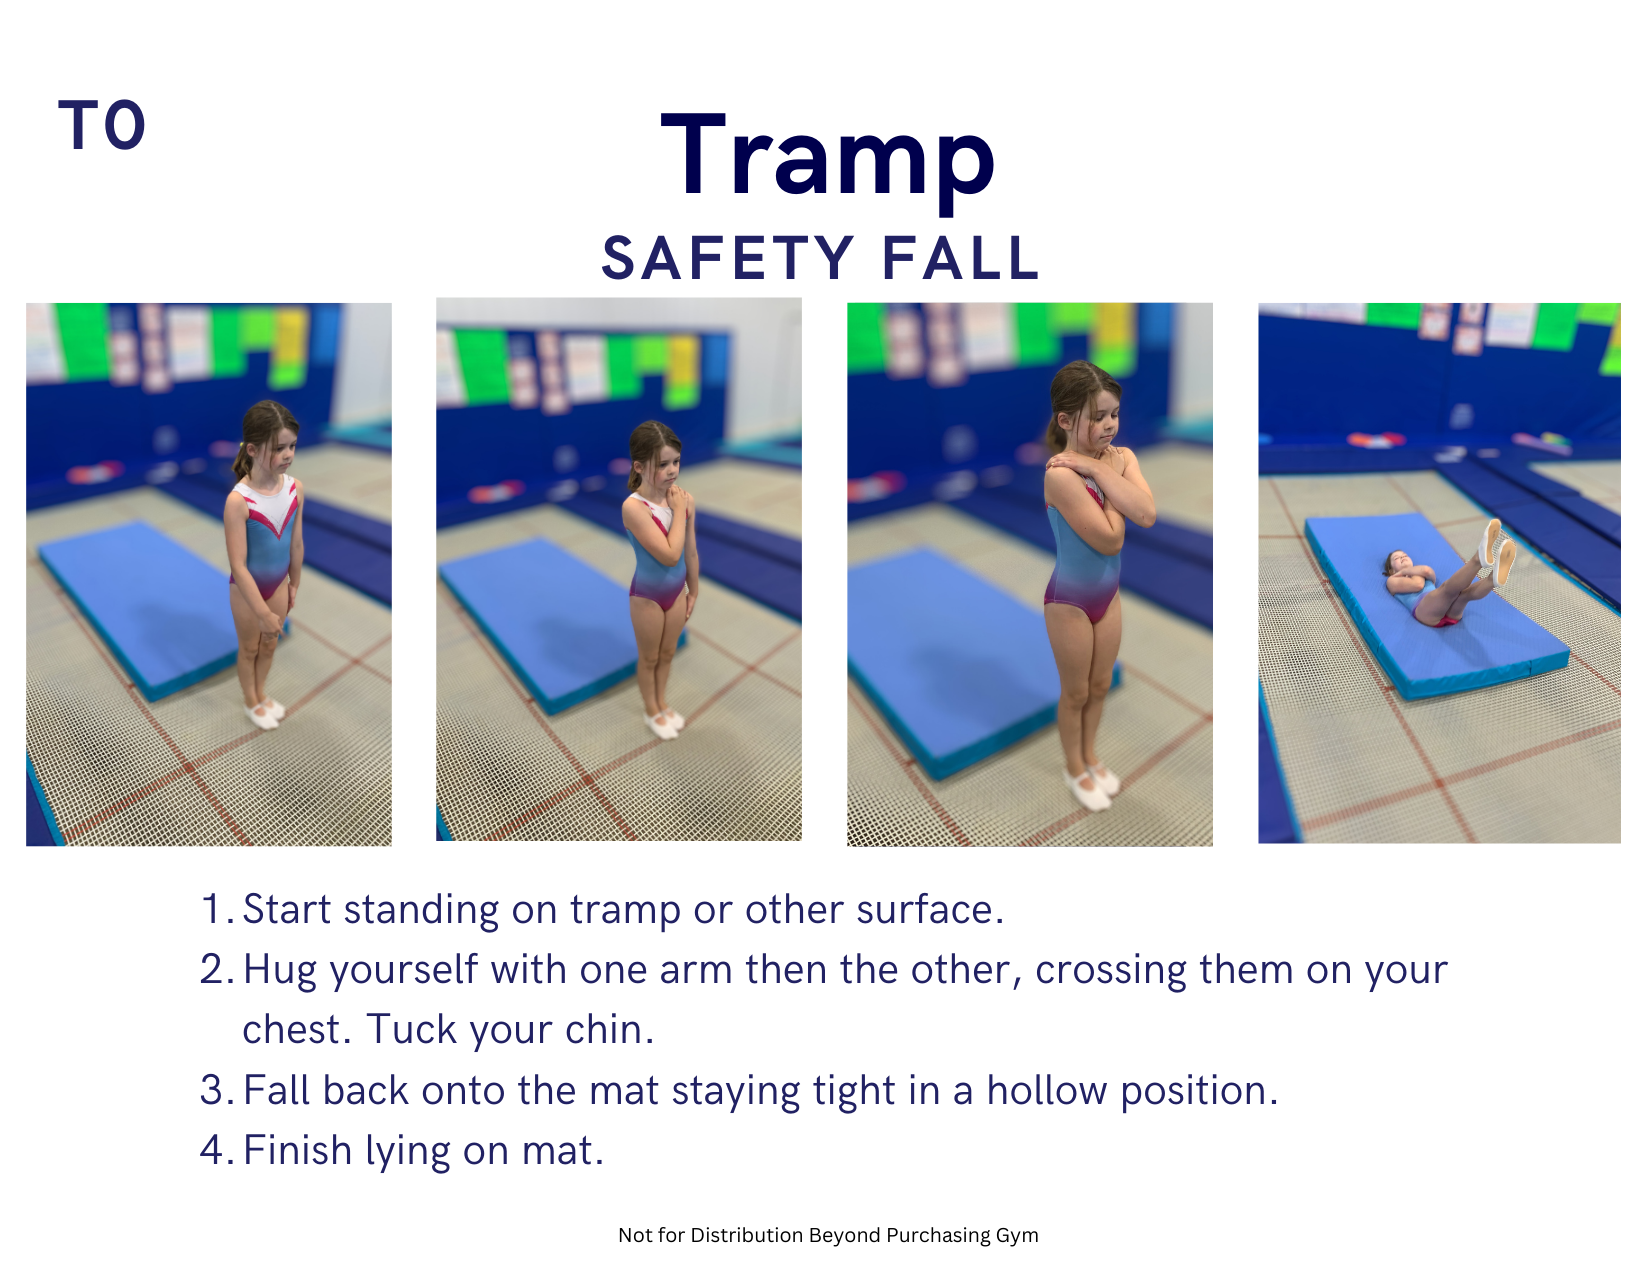 T0
Tramp
SAFETY FALL
1. Start standing on tramp or other surface.
2. Hug yourself with one arm then the other, crossing them on your
chest. Tuck your chin.
3. Fall back onto the mat staying tight in a hollow position.
4. Finish lying on mat.
Not for Distribution Beyond Purchasing Gym